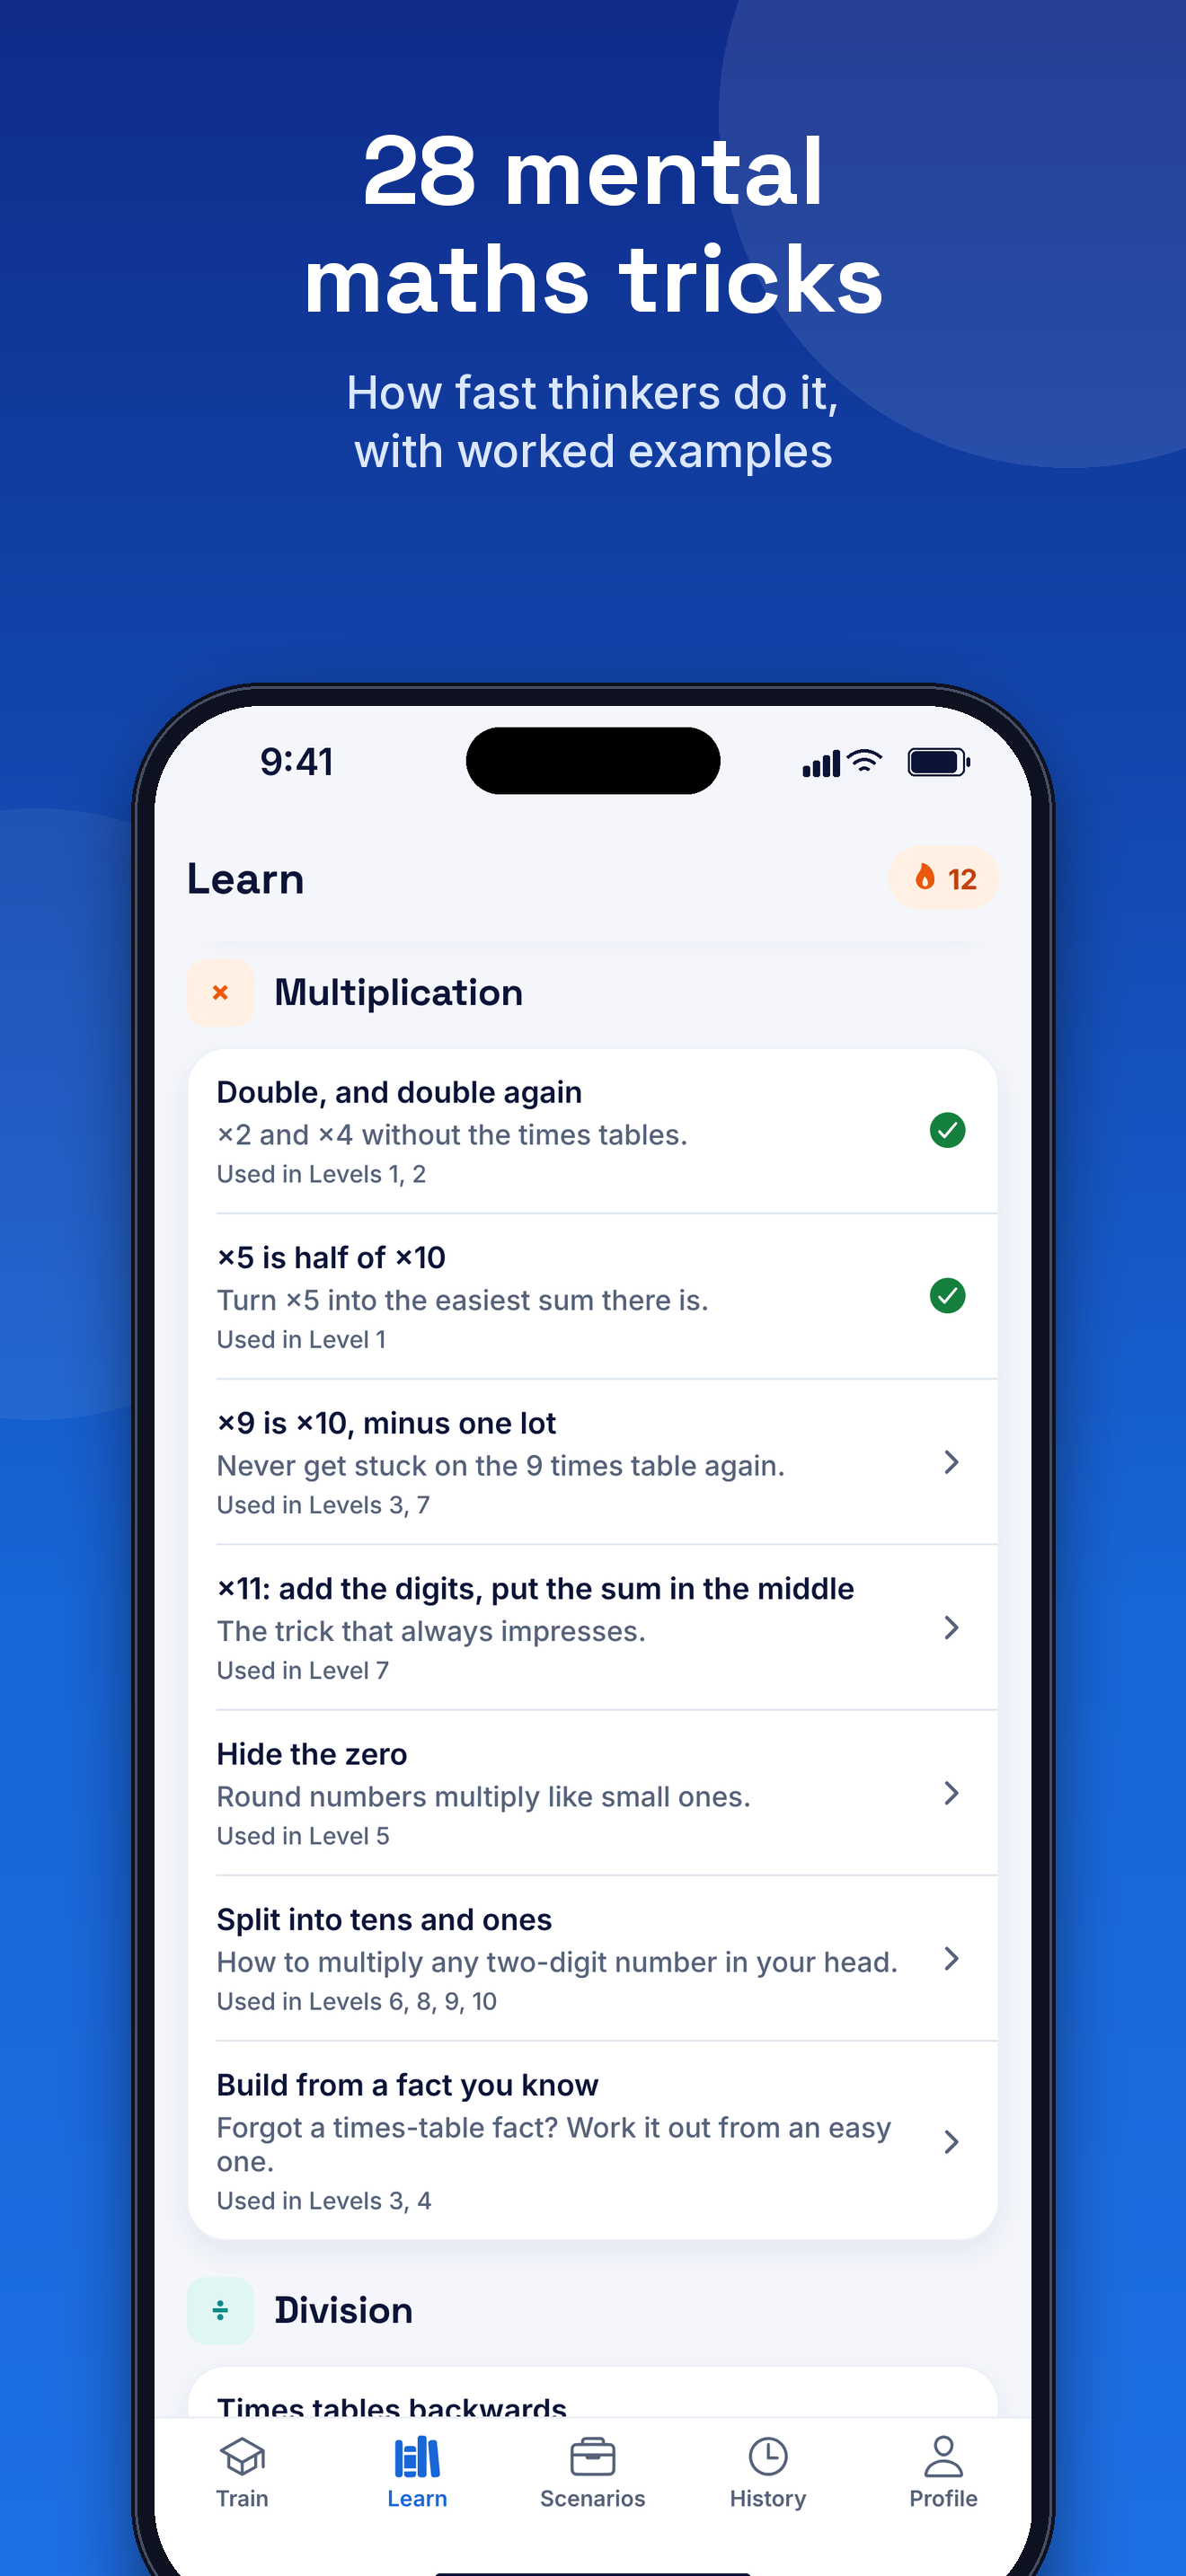 28 mental
maths tricks
How fast thinkers do it,
with worked examples
9:41
Learn
12
× Multiplication
Double, and double again
×2 and ×4 without the times tables.
Used in Levels 1, 2
×5 is half of ×10
Turn ×5 into the easiest sum there is.
Used in Level 1
×9 is ×10, minus one lot
Never get stuck on the 9 times table again.
Used in Levels 3, 7
×11: add the digits, put the sum in the middle
The trick that always impresses.
Used in Level 7
Hide the zero
Round numbers multiply like small ones.
Used in Level 5
Split into tens and ones
How to multiply any two-digit number in your head.
Used in Levels 6, 8, 9, 10
Build from a fact you know
Forgot a times-table fact? Work it out from an easy
one.
Used in Levels 3, 4
÷ Division
Times tables backwards
Train Learn Scenarios History Profile